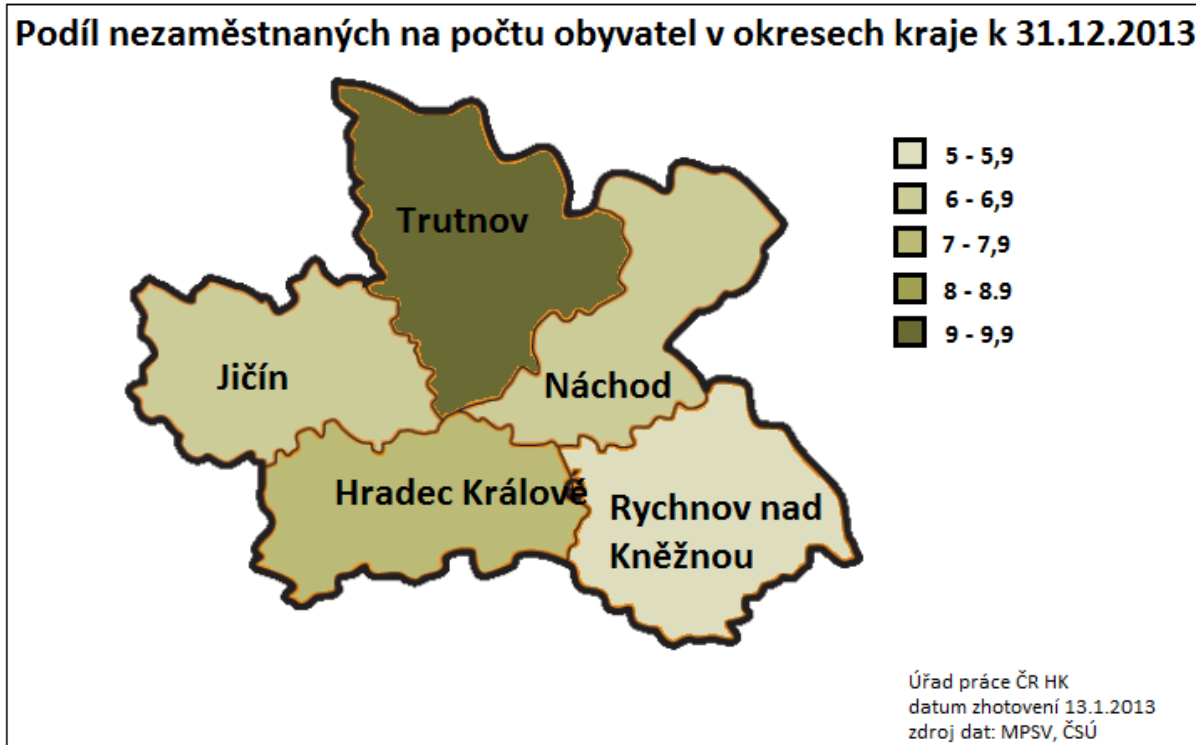 Podíl nezaměstnaných na počtu obyvatel v okresech kraje k 31.12.2013
5 - 5,9
6 - 6,9
7 - 7,9
8 - 8.9
9 - 9,9
Trutnov
Jičín
Náchod
Hradec Králové
Rychnov nad
Kněžnou
Úřad práce ČR HK
datum zhotovení 13.1.2013
zdroj dat: MPSV, ČSÚ